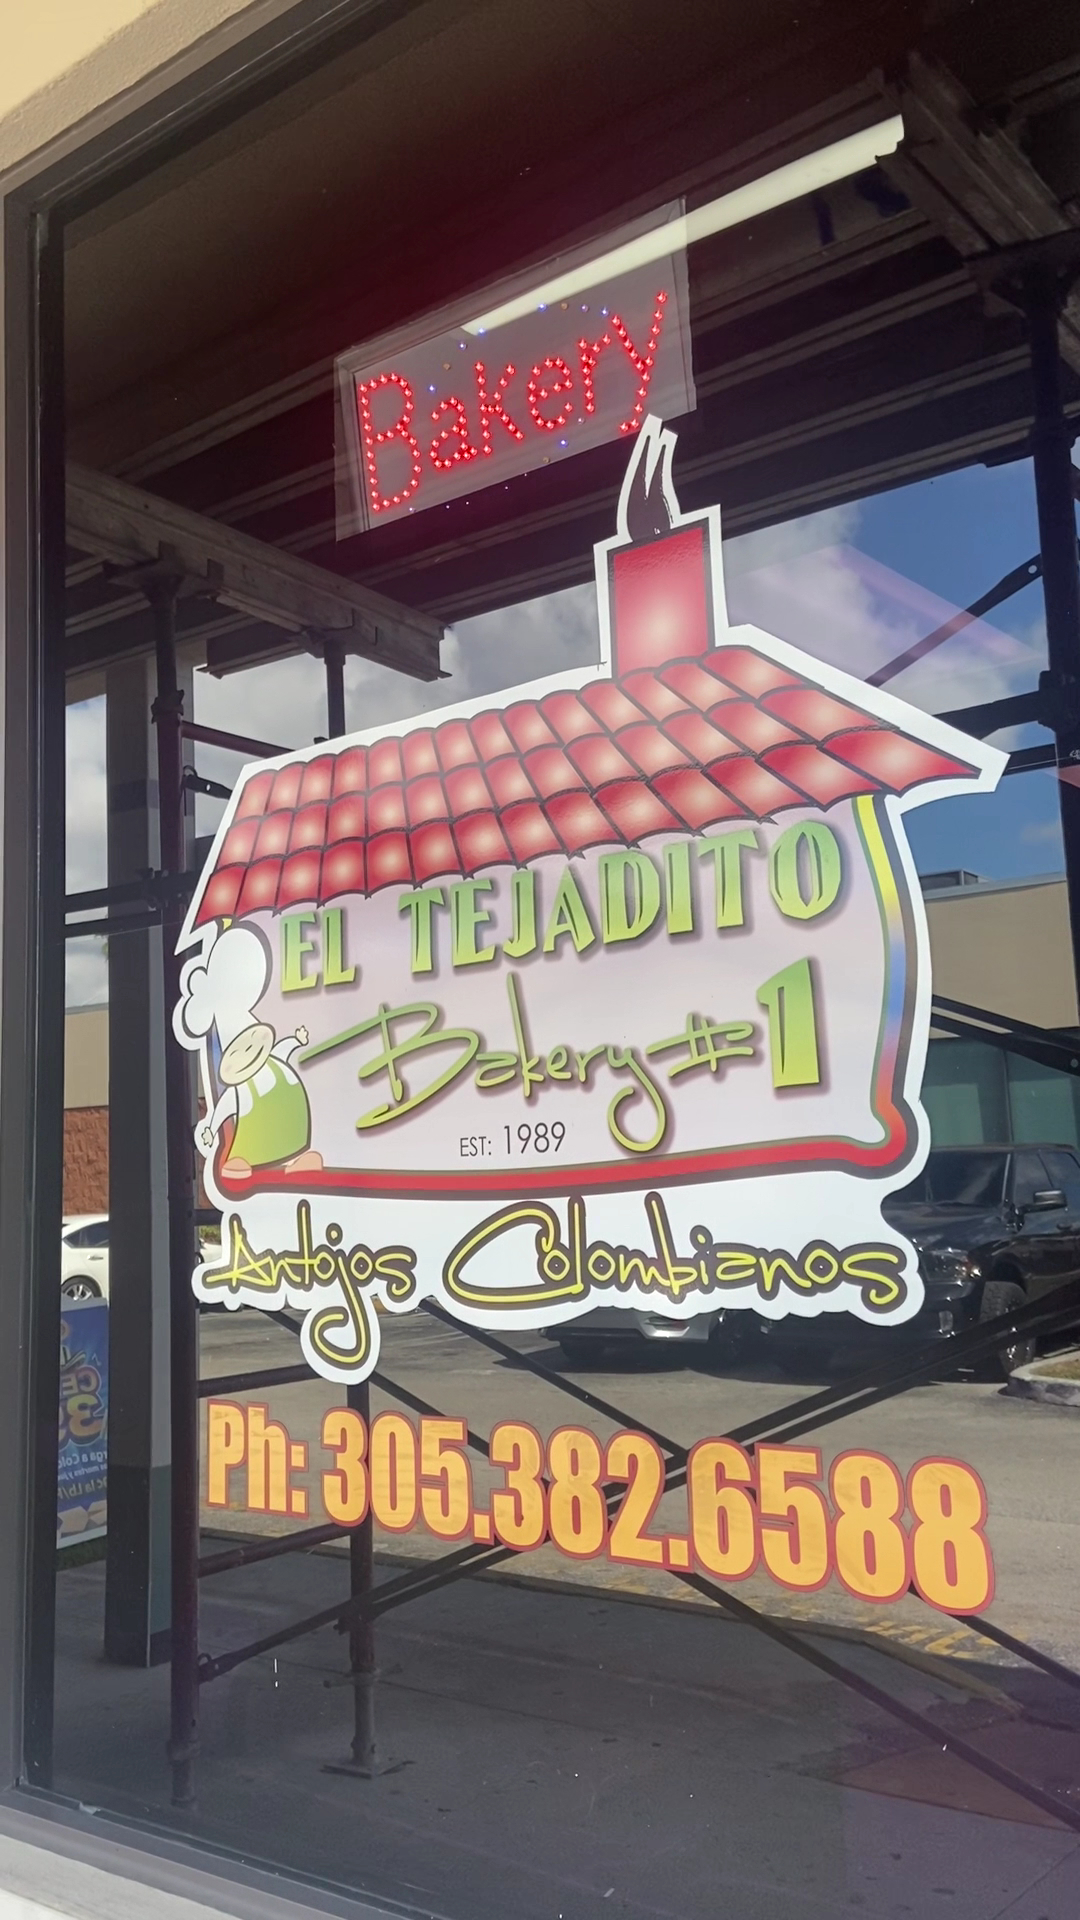 Bakery
EL TEJADITO
Bakery #1
EST: 1989
Antojos Colombianos
Ph: 305.382.6588